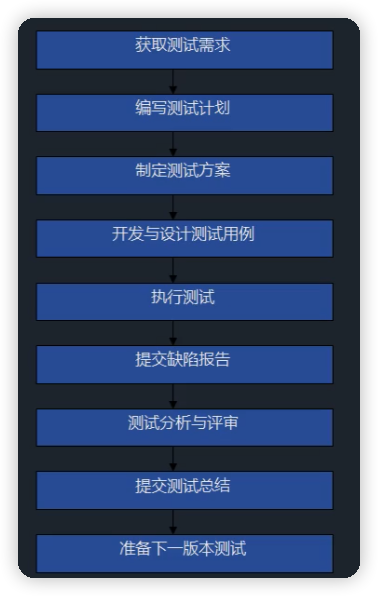 获取测试需求
编写测试计划
制定测试方案
开发与设计测试用例
执行测试
提交缺陷报告
测试分析与评审
提交测试总结
准备下一版本测试